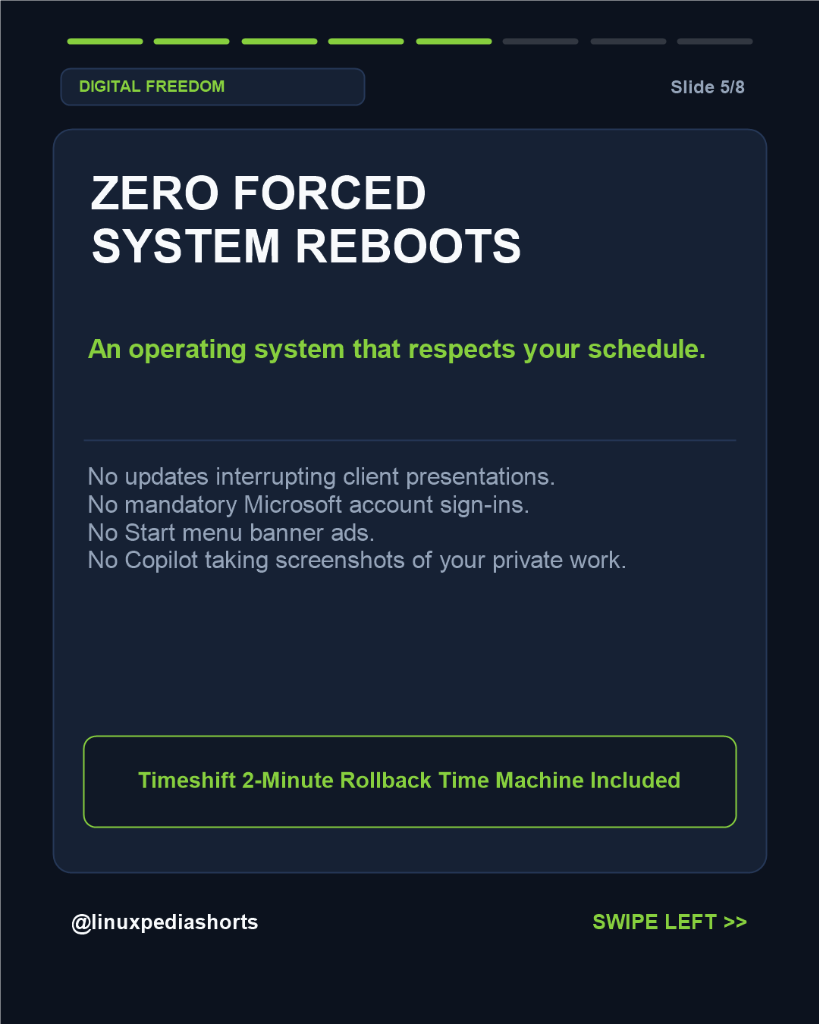 DIGITAL FREEDOM
Slide 5/8
ZERO FORCED
SYSTEM REBOOTS
An operating system that respects your schedule.
No updates interrupting client presentations.
No mandatory Microsoft account sign-ins.
No Start menu banner ads.
No Copilot taking screenshots of your private work.
Timeshift 2-Minute Rollback Time Machine Included
@linuxpediashorts
SWIPE LEFT >>